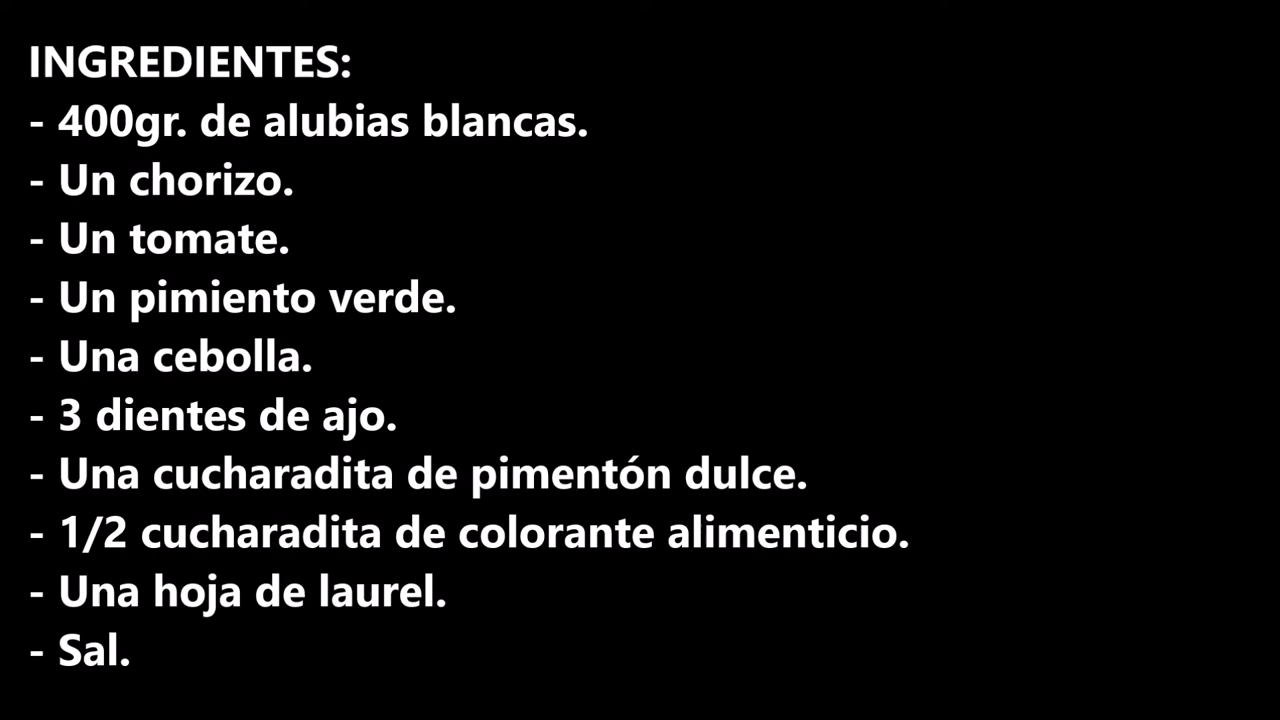 INGREDIENTES:
- 400gr. de alubias blancas.
- Un chorizo.
- Un tomate.
- Un pimiento verde.
- Una cebolla.
- 3 dientes de ajo.
- Una cucharadita de pimentón dulce.
- 1/2 cucharadita de colorante alimenticio.
- Una hoja de laurel.
- Sal.